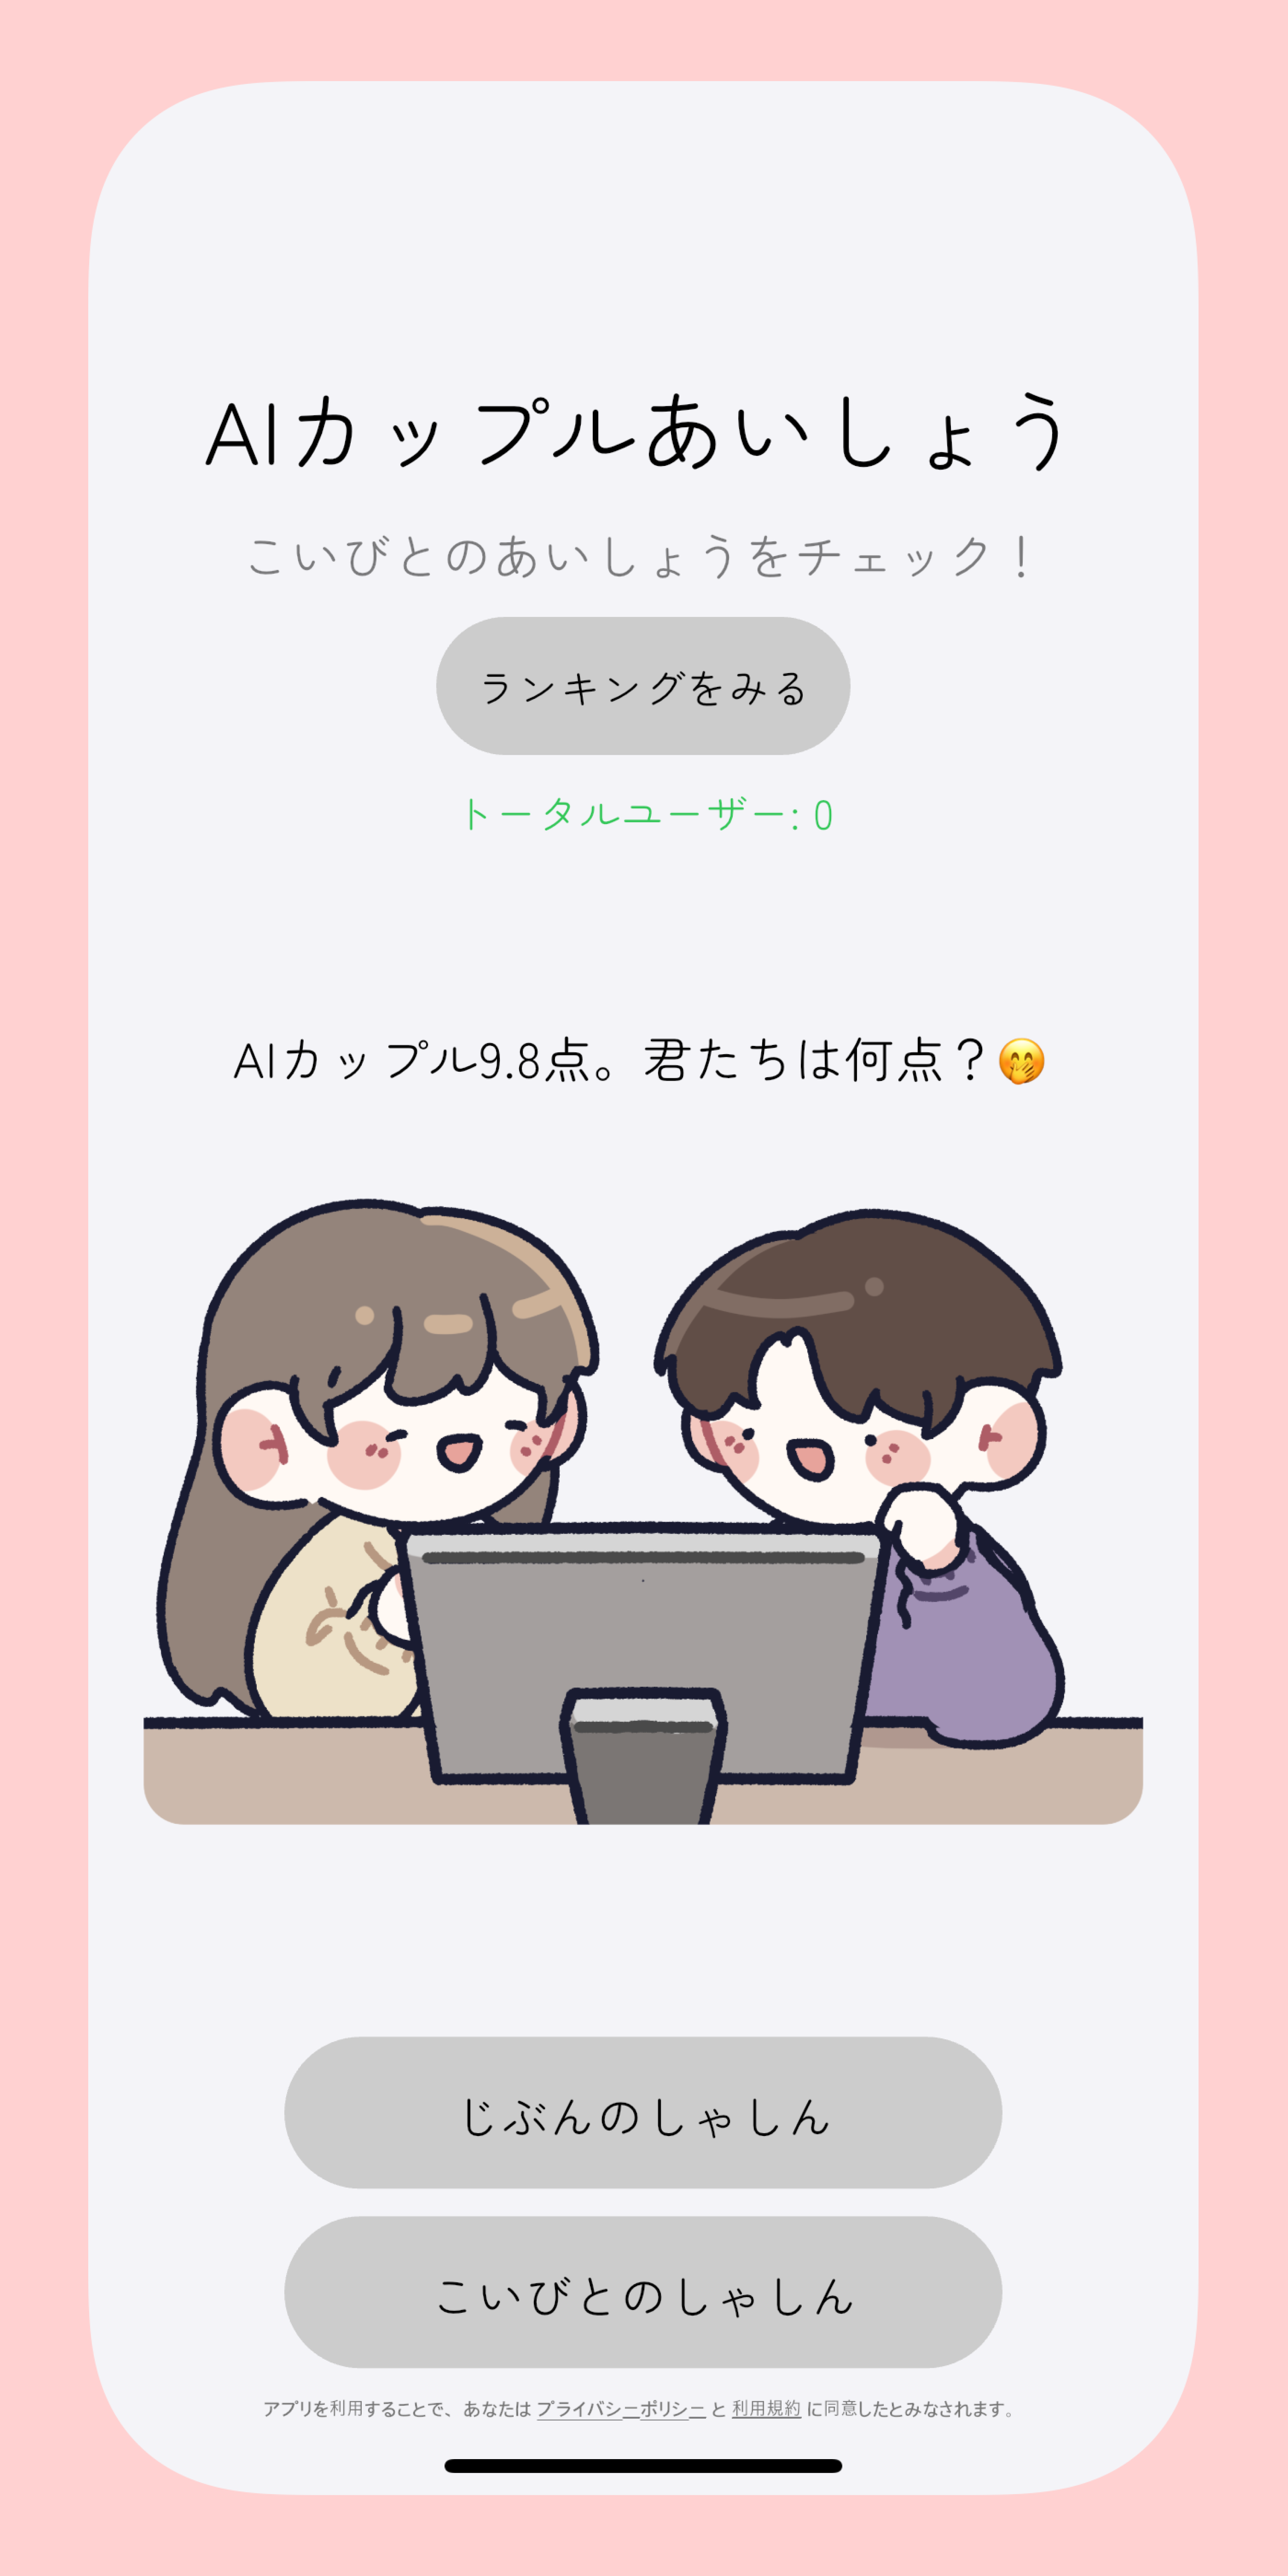 AIカップルあいしょう
こいびとのあいしょうをチェック！
ランキングをみる
トータルユーザー: 0
AIカップル9.8点。君たちは何点？🤭
じぶんのしゃしん
こいびとのしゃしん
アプリを利用することで、あなたは プライバシーポリシー と 利用規約 に同意したとみなされます。